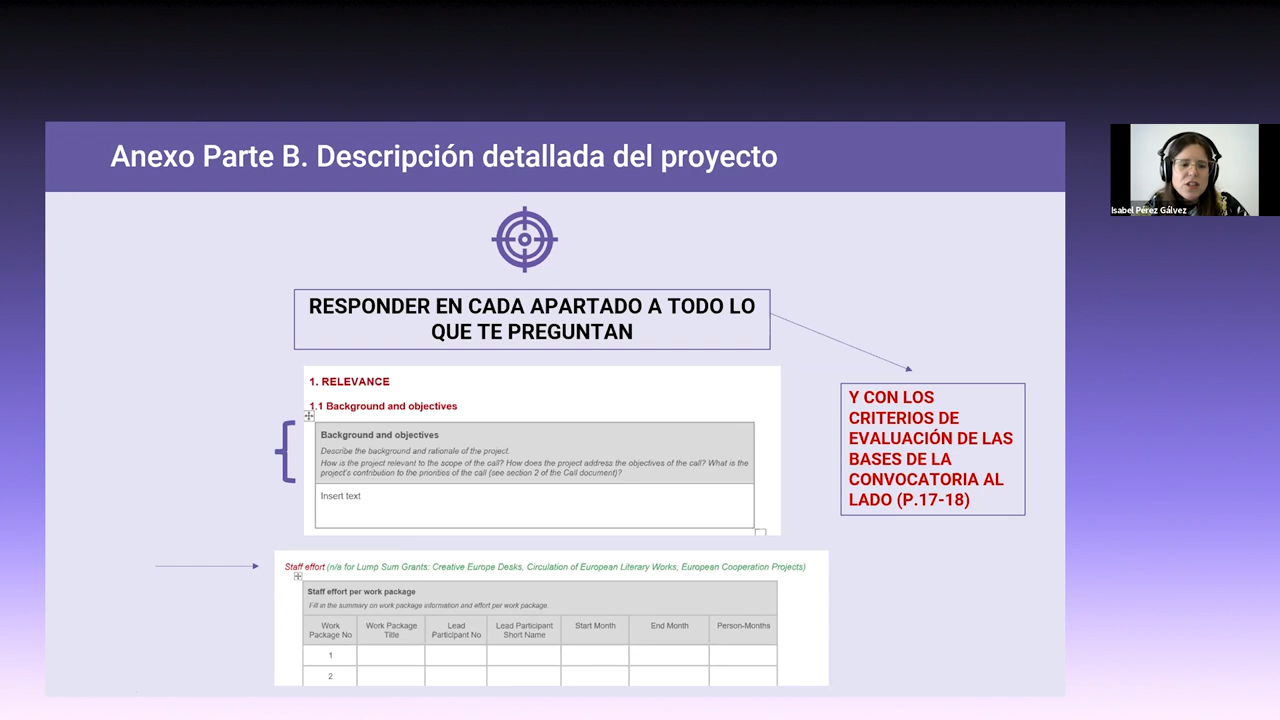 Anexo Parte B. Descripción detallada del proyecto
Isabel Pérez Gálvez
RESPONDER EN CADA APARTADO A TODO LO
QUE TE PREGUNTAN
1. RELEVANCE
1.1 Background and objectives
Background and objectives
Describe the background and rationale of the project.
How is the project relevant to the scope of the call? How does the project address the objectives of the call? What is the
project's contribution to the priorities of the call (see section 2 of the Call document)?
Insert text
Y CON LOS
CRITERIOS DE
EVALUACIÓN DE LAS
BASES DE LA
CONVOCATORIA AL
LADO (P.17-18)
Staff effort (n/a for Lump Sum Grants: Creative Europe Desks, Circulation of European Literary Works, European Cooperation Projects)
Staff effort per work package
Fill in the summary on work package information and effort per work package.
Work Package No
Work Package Title
Lead Participant No
Lead Participant Short Name
Start Month
End Month
Person-Months
1
2